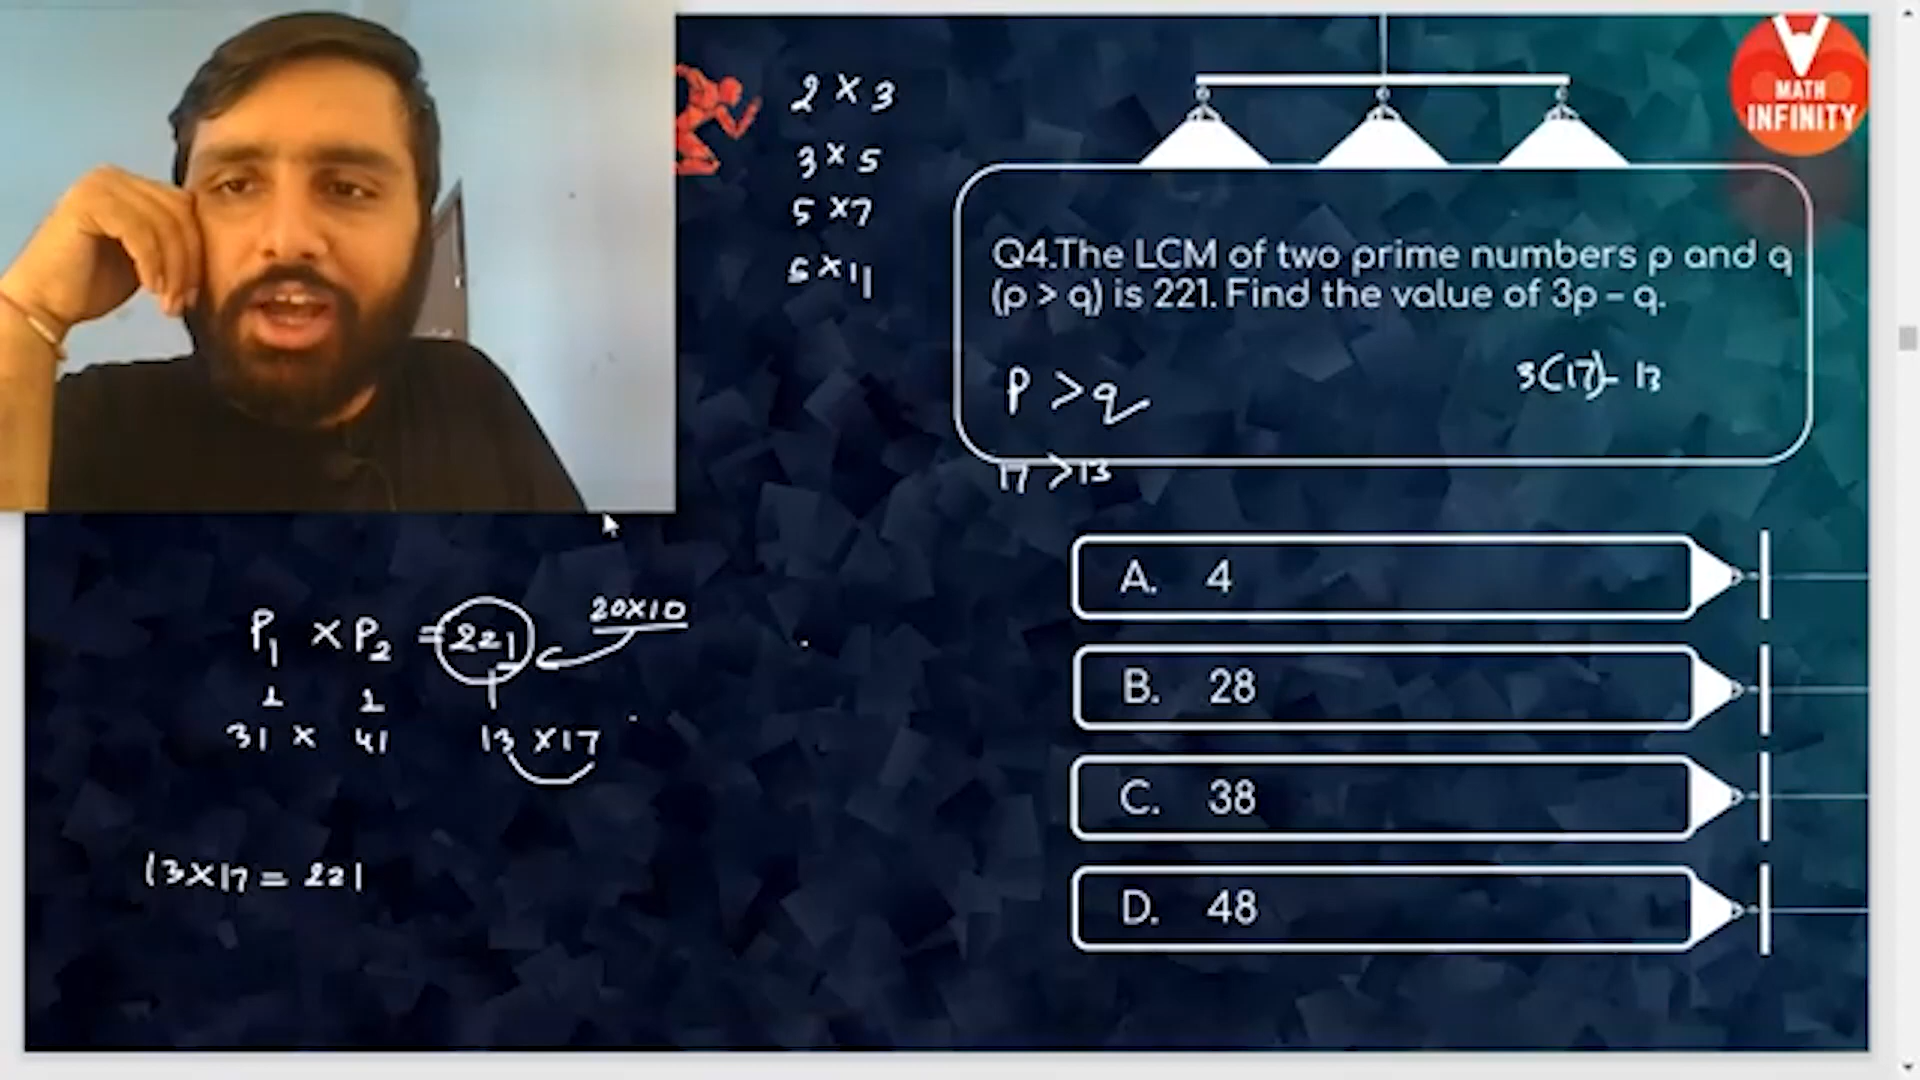 2 × 3
3 × 5
5 × 7
5 × 11
MATH
INFINITY
Q4.The LCM of two prime numbers p and q
(p > q) is 221. Find the value of 3p – q.
P > q
3(17) - 13
17 > 13
A. 4
B. 28
C. 38
D. 48
P1 × P2 = 221
20×10
31 × 41
13 × 17
13×17 = 221